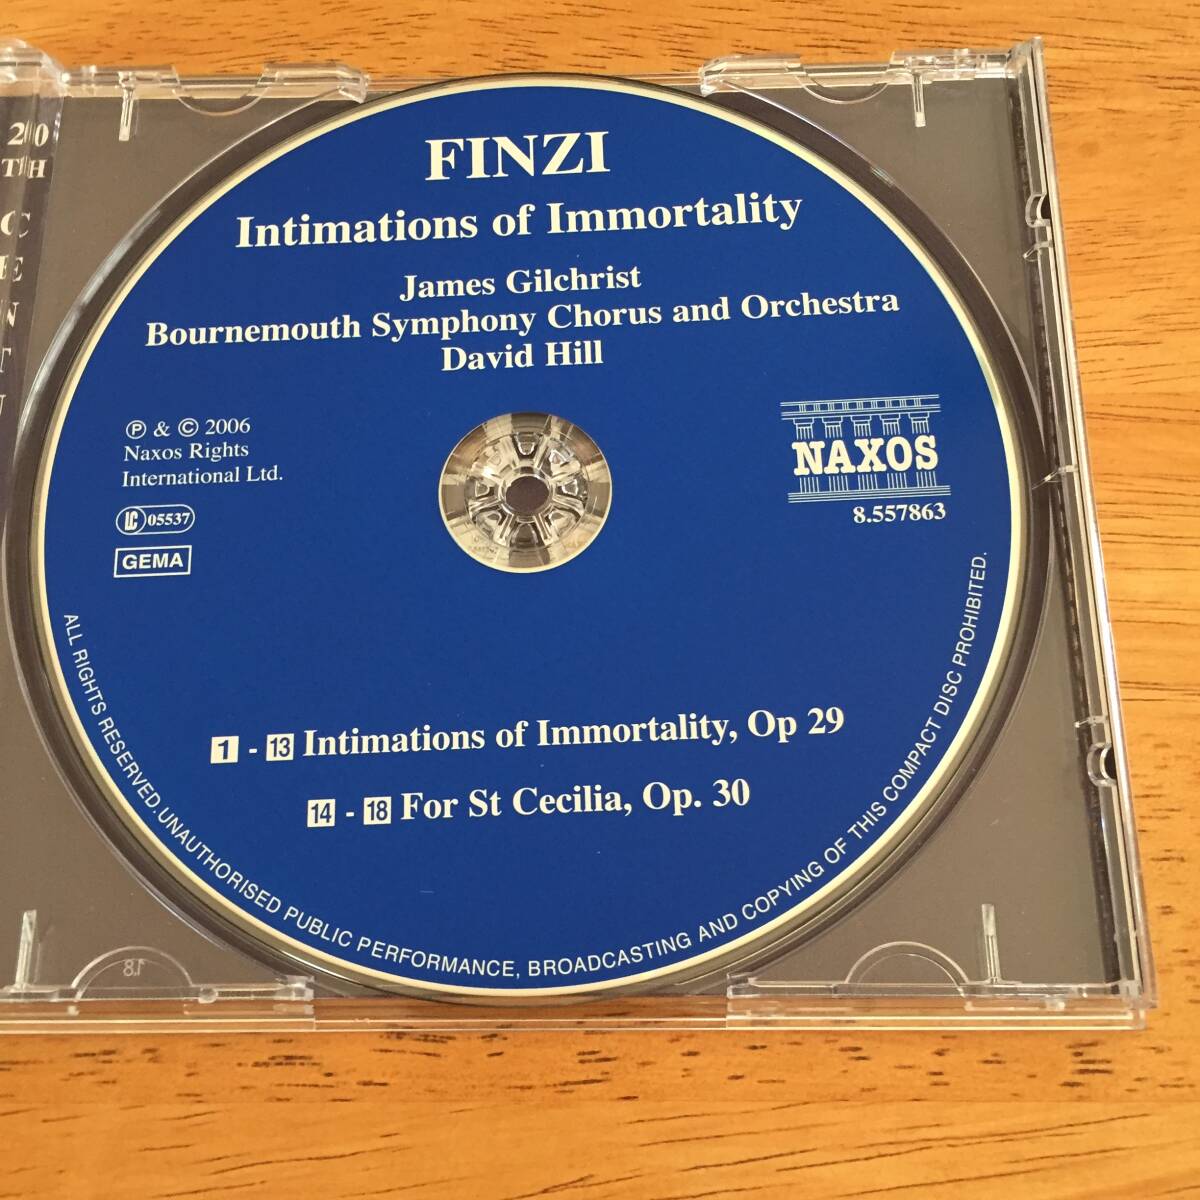 FINZI
Intimations of Immortality
James Gilchrist
Bournemouth Symphony Chorus and Orchestra
David Hill
℗ & © 2006
Naxos Rights
International Ltd.
LC 05537
GEMA
NAXOS
8.557863
1 - 13 Intimations of Immortality, Op 29
14 - 18 For St Cecilia, Op. 30
ALL RIGHTS RESERVED. UNAUTHORISED PUBLIC PERFORMANCE, BROADCASTING AND COPYING OF THIS COMPACT DISC PROHIBITED.
20
TH
C
E
N
T
U